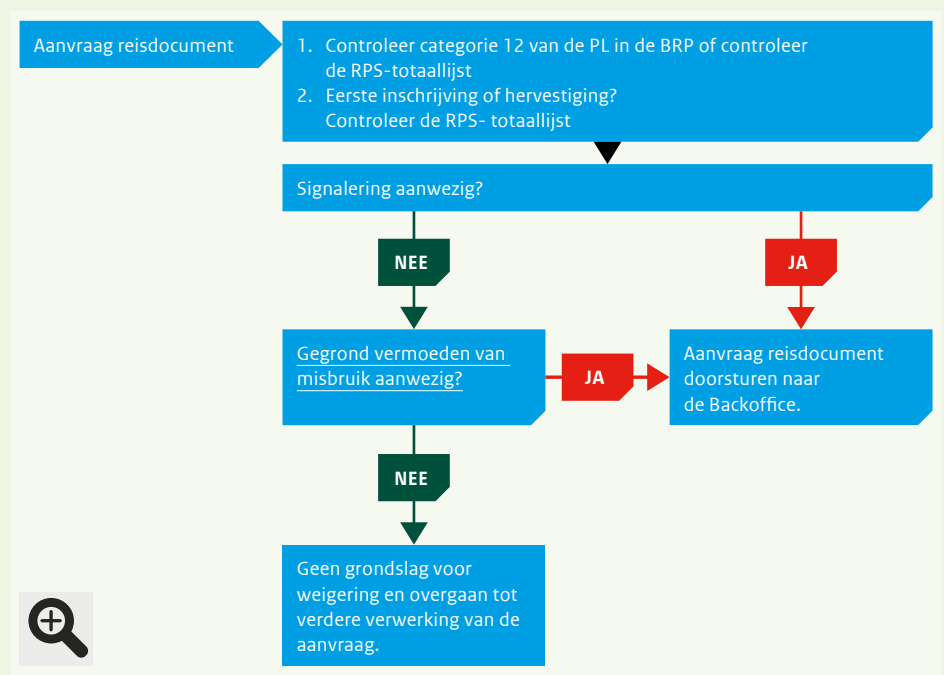 Aanvraag reisdocument
1. Controleer categorie 12 van de PL in de BRP of controleer
de RPS-totaallijst
2. Eerste inschrijving of hervestiging?
Controleer de RPS- totaallijst
Signalering aanwezig?
NEE
JA
Gegrond vermoeden van
misbruik aanwezig?
JA
Aanvraag reisdocument
doorsturen naar
de Backoffice.
NEE
Geen grondslag voor
weigering en overgaan tot
verdere verwerking van de
aanvraag.